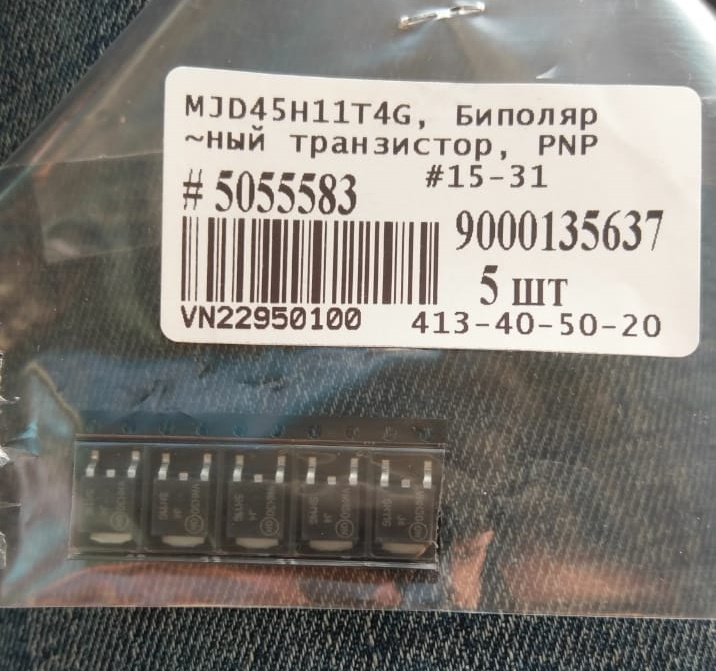 MJD45H11T4G, Биполяр
~ный транзистор, PNP
#15-31
# 5055583
9000135637
5 шт
VN22950100
413-40-50-20